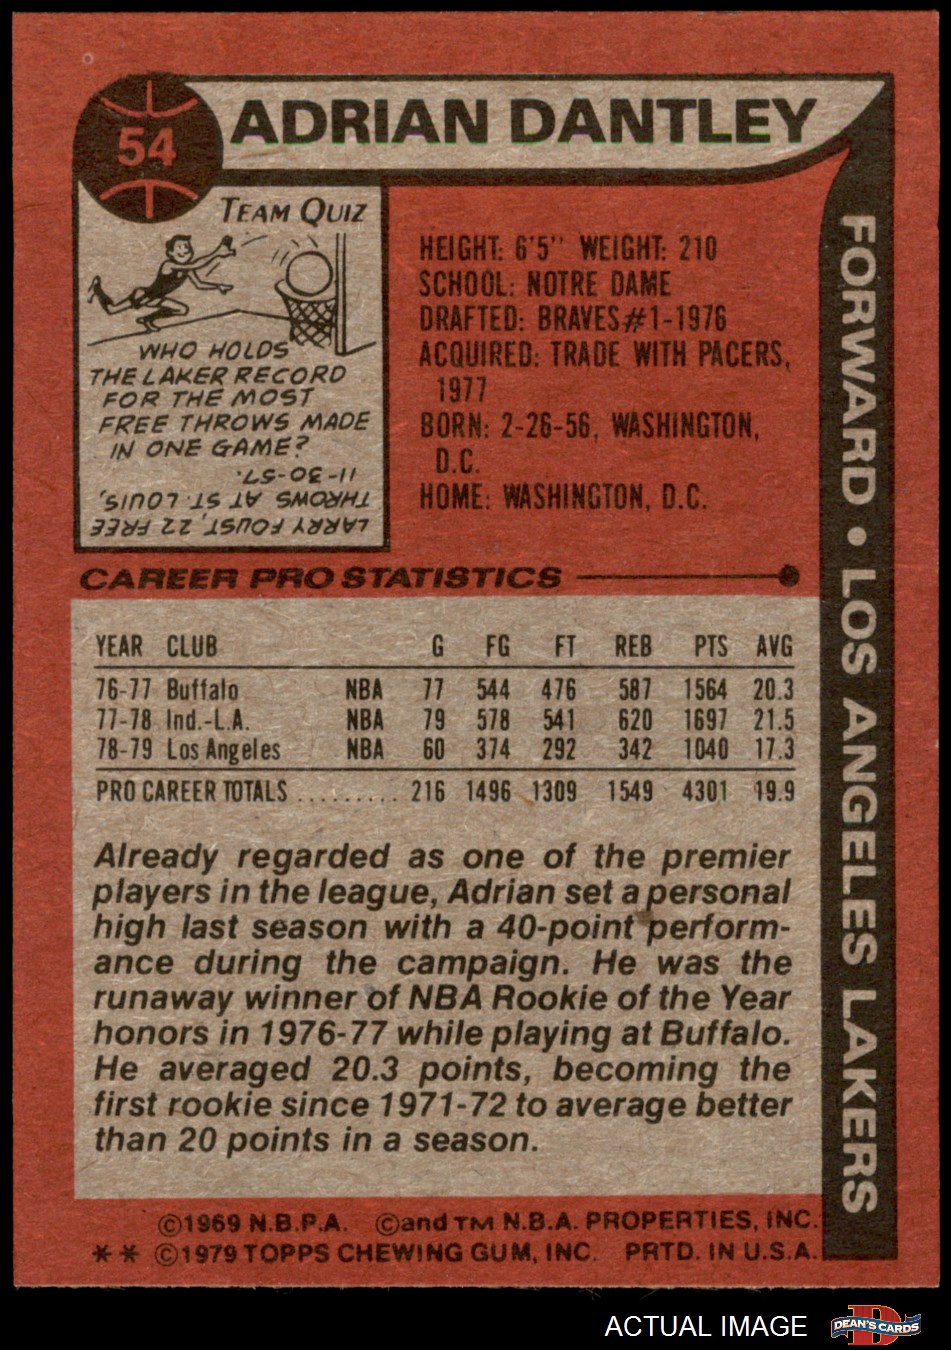 54
ADRIAN DANTLEY
TEAM QUIZ
WHO HOLDS
THE LAKER RECORD
FOR THE MOST
FREE THROWS MADE
IN ONE GAME?
LARRY FOUST, 22 FREE
THROWS AT ST. LOUIS,
11-30-57.
HEIGHT: 6'5" WEIGHT: 210
SCHOOL: NOTRE DAME
DRAFTED: BRAVES#1-1976
ACQUIRED: TRADE WITH PACERS,
1977
BORN: 2-26-56, WASHINGTON,
D.C.
HOME: WASHINGTON, D.C.
FORWARD • LOS ANGELES LAKERS
CAREER PRO STATISTICS
YEAR CLUB G FG FT REB PTS AVG
76-77 Buffalo NBA 77 544 476 587 1564 20.3
77-78 Ind.-L.A. NBA 79 578 541 620 1697 21.5
78-79 Los Angeles NBA 60 374 292 342 1040 17.3
PRO CAREER TOTALS ......... 216 1496 1309 1549 4301 19.9
Already regarded as one of the premier
players in the league, Adrian set a personal
high last season with a 40-point perform-
ance during the campaign. He was the
runaway winner of NBA Rookie of the Year
honors in 1976-77 while playing at Buffalo.
He averaged 20.3 points, becoming the
first rookie since 1971-72 to average better
than 20 points in a season.
©1969 N.B.P.A. ©and TM N.B.A. PROPERTIES, INC.
** ©1979 TOPPS CHEWING GUM, INC. PRTD. IN U.S.A.
ACTUAL IMAGE
D
DEAN'S CARDS